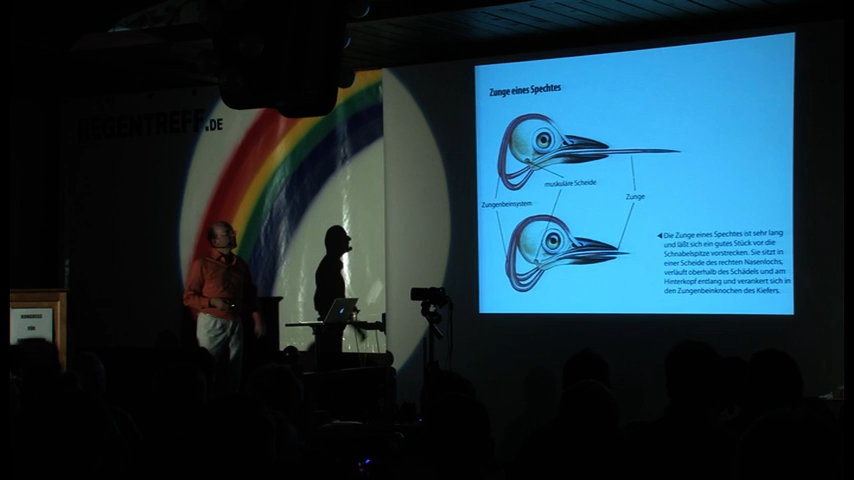 REGENTREFF.DE
Zunge eines Spechtes
muskuläre Scheide
Zungenbeinsystem
Zunge
◀ Die Zunge eines Spechtes ist sehr lang
und läßt sich ein gutes Stück vor die
Schnabelspitze vorstrecken. Sie sitzt in
einer Scheide des rechten Nasenlochs,
verläuft oberhalb des Schädels und am
Hinterkopf entlang und verankert sich in
den Zungenbeinknochen des Kiefers.